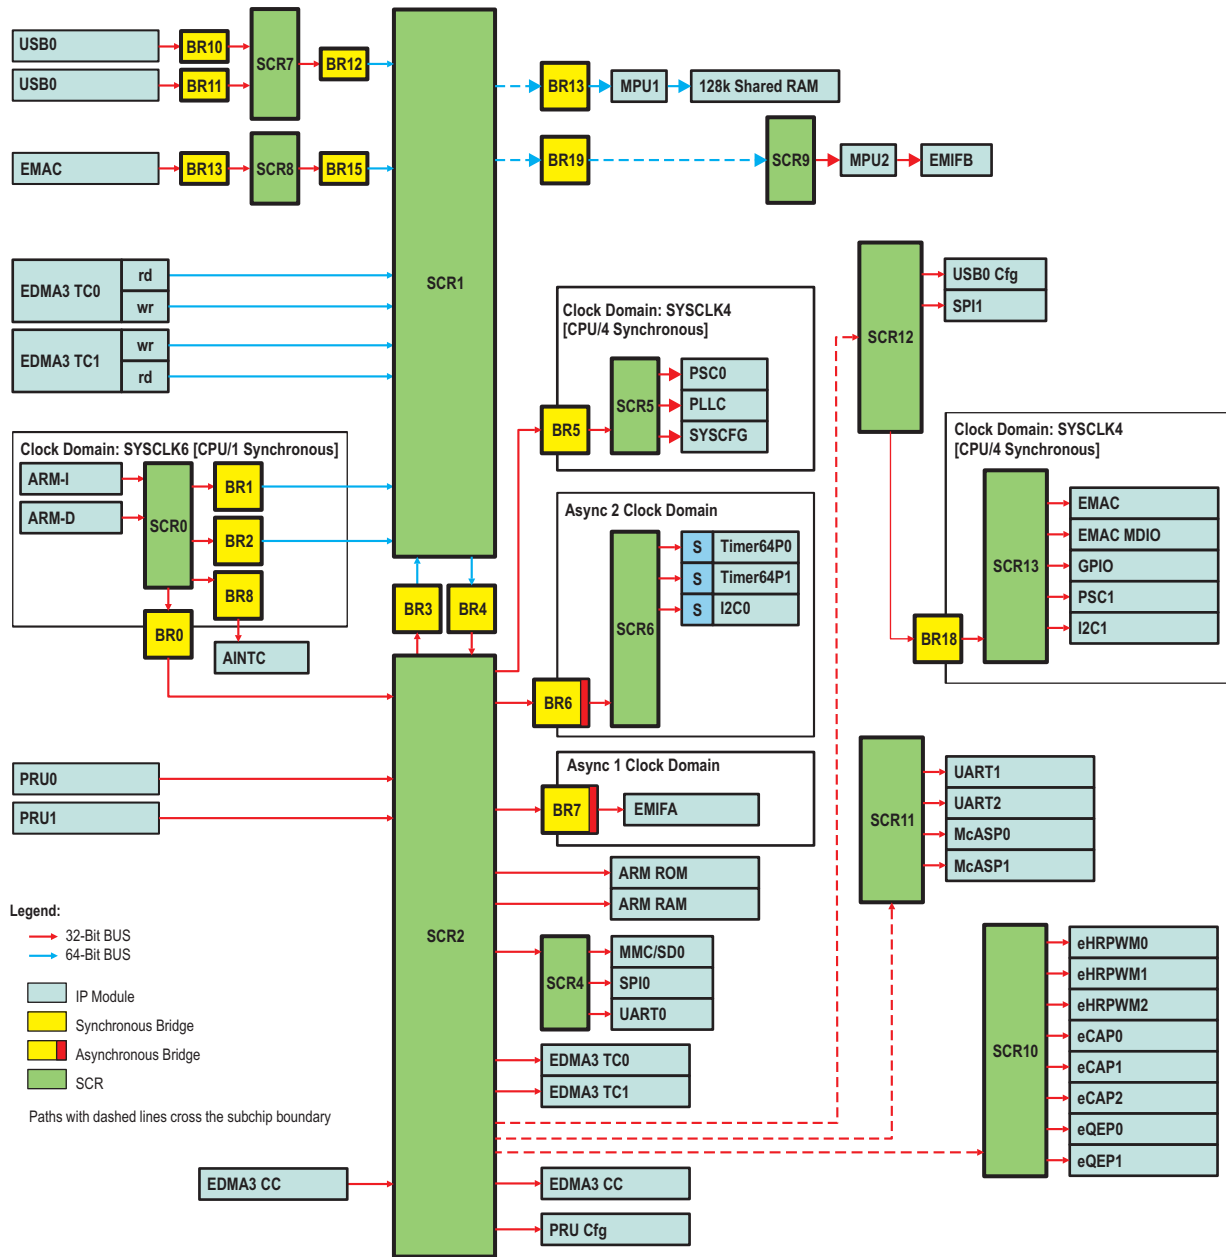 USB0
BR10
SCR7
BR12
USB0
BR11
EMAC
BR13
SCR8
BR15
SCR1
BR13
MPU1
128k Shared RAM
BR19
SCR9
MPU2
EMIFB
EDMA3 TC0
rd
wr
EDMA3 TC1
wr
rd
Clock Domain: SYSCLK6 [CPU/1 Synchronous]
ARM-I
ARM-D
SCR0
BR1
BR2
BR8
BR0
AINTC
BR3
BR4
Clock Domain: SYSCLK4
[CPU/4 Synchronous]
BR5
SCR5
PSC0
PLLC
SYSCFG
Async 2 Clock Domain
BR6
SCR6
S Timer64P0
S Timer64P1
S I2C0
Async 1 Clock Domain
BR7
EMIFA
SCR12
USB0 Cfg
SPI1
Clock Domain: SYSCLK4
[CPU/4 Synchronous]
BR18
SCR13
EMAC
EMAC MDIO
GPIO
PSC1
I2C1
PRU0
PRU1
SCR2
ARM ROM
ARM RAM
SCR4
MMC/SD0
SPI0
UART0
EDMA3 TC0
EDMA3 TC1
SCR11
UART1
UART2
McASP0
McASP1
SCR10
eHRPWM0
eHRPWM1
eHRPWM2
eCAP0
eCAP1
eCAP2
eQEP0
eQEP1
EDMA3 CC
EDMA3 CC
PRU Cfg
Legend:
32-Bit BUS
64-Bit BUS
IP Module
Synchronous Bridge
Asynchronous Bridge
SCR
Paths with dashed lines cross the subchip boundary